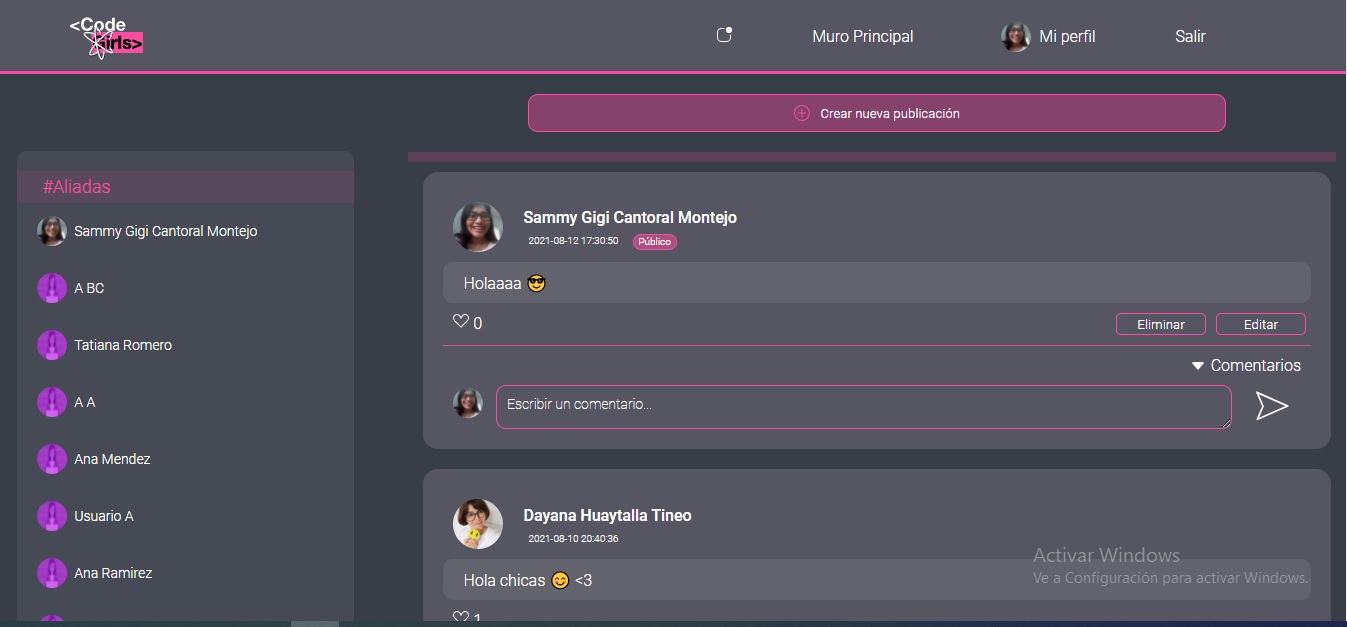 <Code
Girls>
Muro Principal
Mi perfil
Salir
Crear nueva publicación
#Aliadas
Sammy Gigi Cantoral Montejo
A BC
Tatiana Romero
A A
Ana Mendez
Usuario A
Ana Ramirez
Sammy Gigi Cantoral Montejo
2021-08-12 17:30:50 Público
Holaaaa 😎
0
Eliminar
Editar
Comentarios
Escribir un comentario...
Dayana Huaytalla Tineo
2021-08-10 20:40:36
Hola chicas 😊 <3
1
Activar Windows
Ve a Configuración para activar Windows.